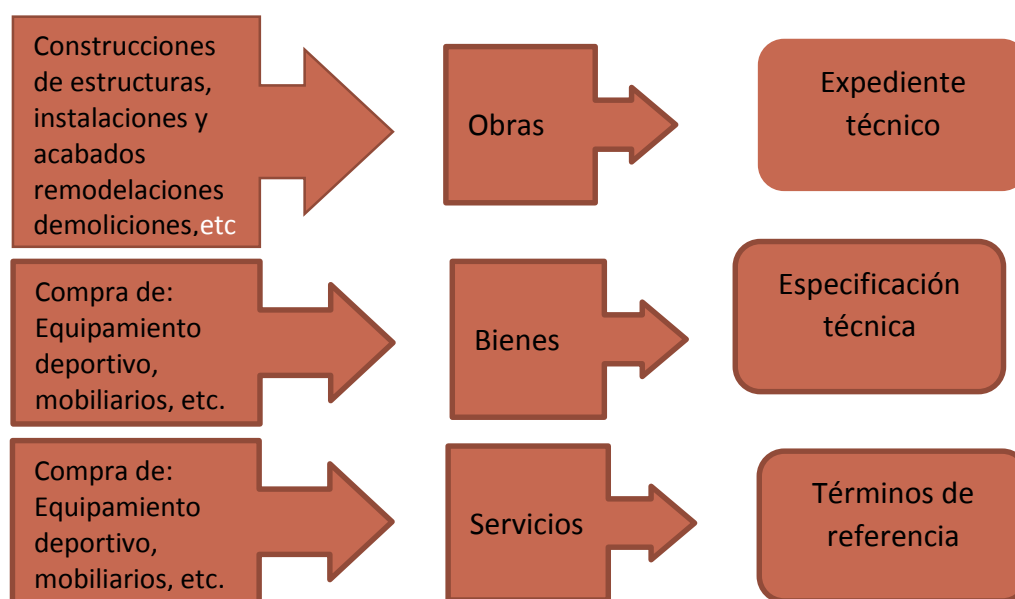 Construcciones
de estructuras,
instalaciones y
acabados
remodelaciones
demoliciones,etc
Obras
Expediente
técnico
Compra de:
Equipamiento
deportivo,
mobiliarios, etc.
Bienes
Especificación
técnica
Compra de:
Equipamiento
deportivo,
mobiliarios, etc.
Servicios
Términos de
referencia